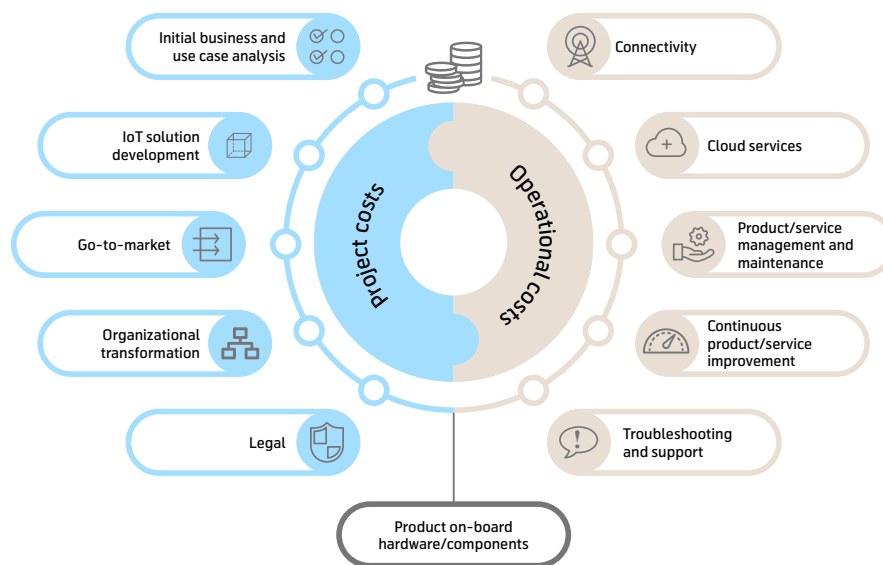 Initial business and
use case analysis
IoT solution
development
Go-to-market
Organizational
transformation
Legal
Project costs
Operational costs
Connectivity
Cloud services
Product/service
management and
maintenance
Continuous
product/service
improvement
Troubleshooting
and support
Product on-board
hardware/components